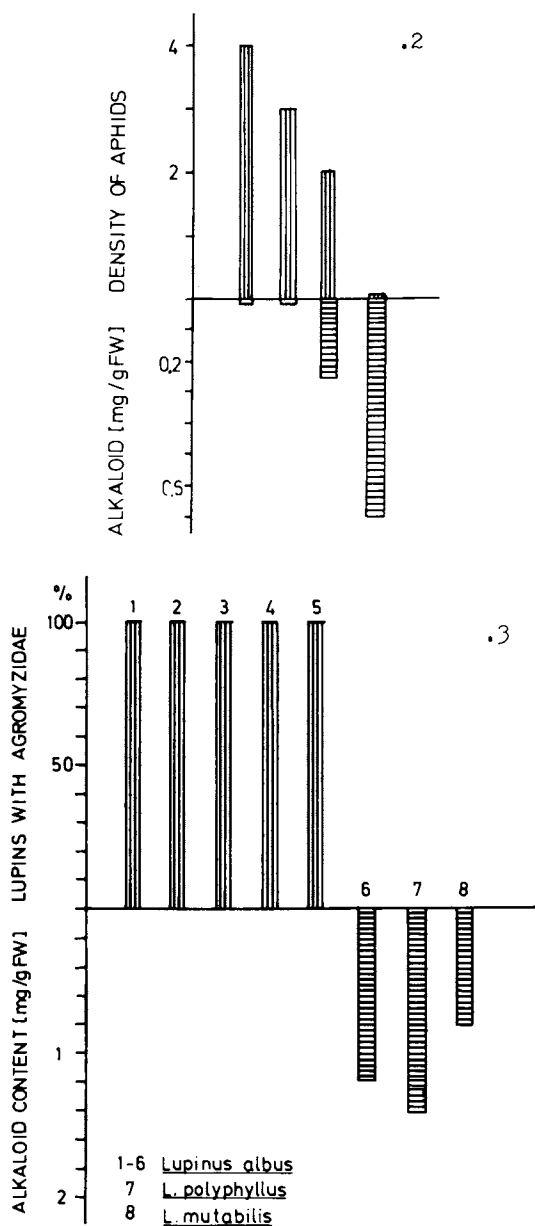 .2
DENSITY OF APHIDS
4
2
ALKALOID [mg/gFW]
0,2
0,6
.3
LUPINS WITH AGROMYZIDAE
%
100
50
1 2 3 4 5
6 7 8
ALKALOID CONTENT [mg/gFW]
1
2
1-6 Lupinus albus
7 L. polyphyllus
8 L. mutabilis